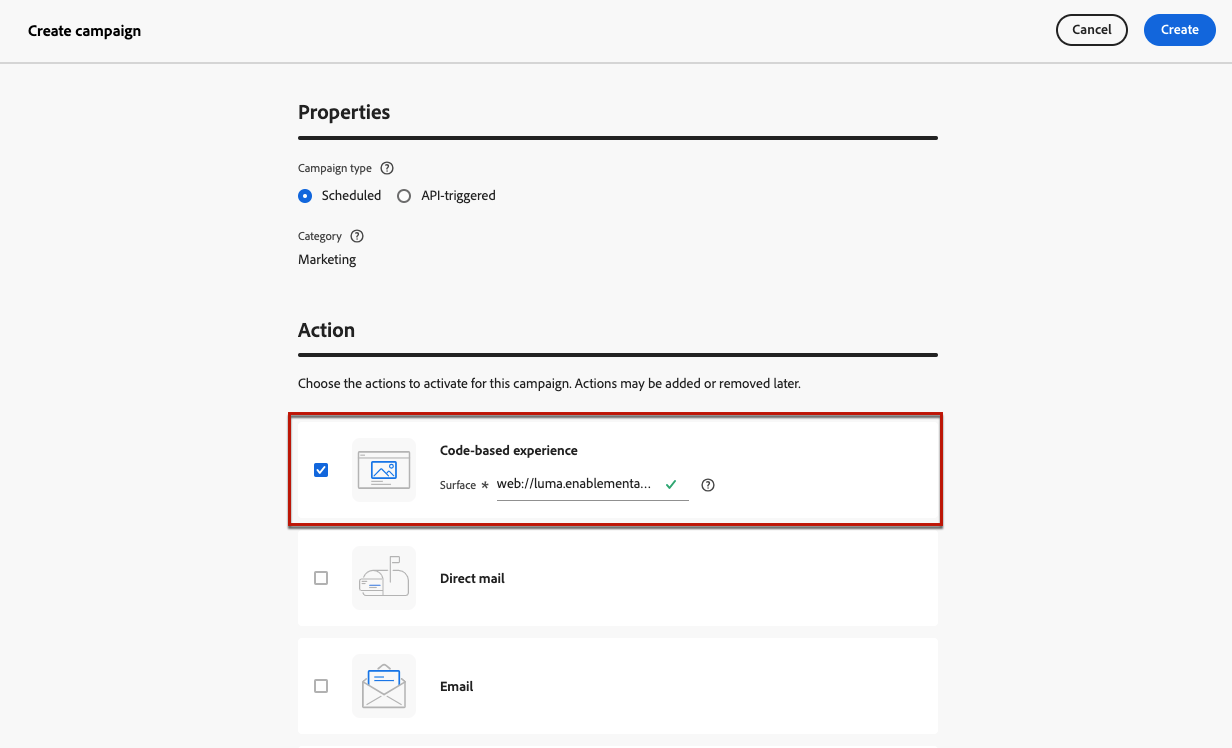 Create campaign
Cancel
Create
Properties
Campaign type
Scheduled
API-triggered
Category
Marketing
Action
Choose the actions to activate for this campaign. Actions may be added or removed later.
Code-based experience
Surface * web://luma.enablementa...
Direct mail
Email